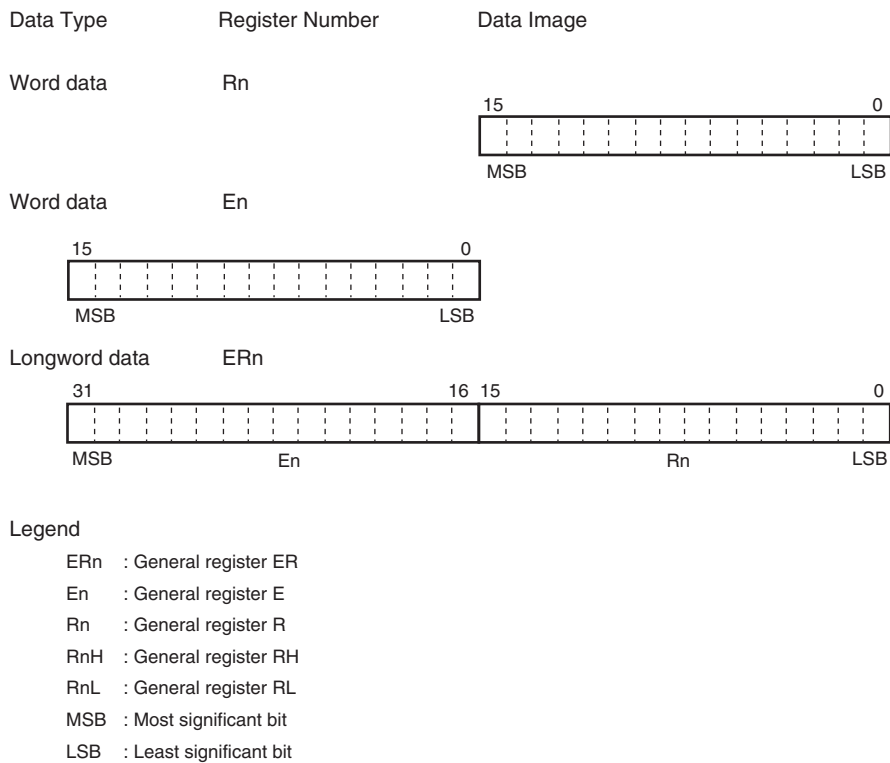 Data Type Register Number Data Image
Word data Rn
15 0
MSB LSB
Word data En
15 0
MSB LSB
Longword data ERn
31 16 15 0
MSB En Rn LSB
Legend
ERn : General register ER
En : General register E
Rn : General register R
RnH : General register RH
RnL : General register RL
MSB : Most significant bit
LSB : Least significant bit